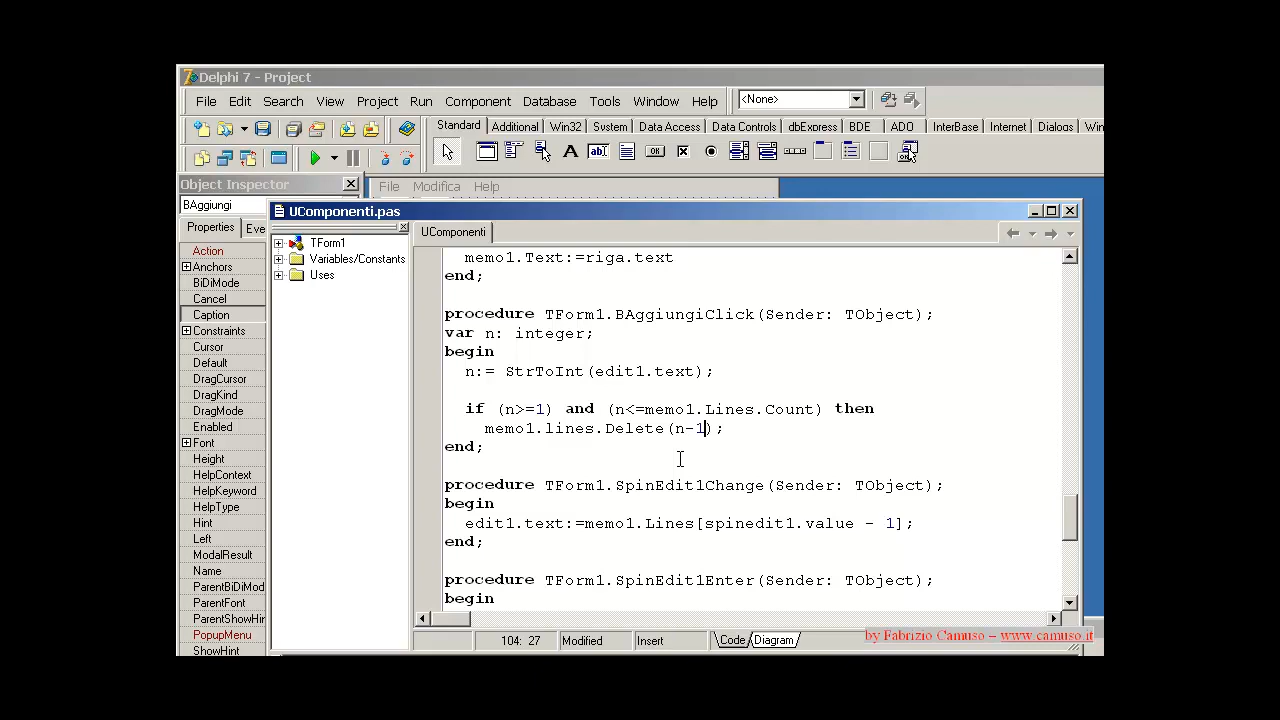 Delphi 7 - Project
File Edit Search View Project Run Component Database Tools Window Help <None>
Standard Additional Win32 System Data Access Data Controls dbExpress BDE ADO InterBase Internet Dialogs Win
Object Inspector
File Modifica Help
BAggiungi
UComponenti.pas
Properties Eve
UComponenti
Action
Anchors
BiDiMode
Cancel
Caption
Constraints
Cursor
Default
DragCursor
DragKind
DragMode
Enabled
Font
Height
HelpContext
HelpKeyword
HelpType
Hint
Left
ModalResult
Name
ParentBiDiMod
ParentFont
ParentShowHir
PopupMenu
ShowHint
TForm1
Variables/Constants
Uses
memo1.Text:=riga.text
end;
procedure TForm1.BAggiungiClick(Sender: TObject);
var n: integer;
begin
n:= StrToInt(edit1.text);
if (n>=1) and (n<=memo1.Lines.Count) then
memo1.lines.Delete(n-1);
end;
procedure TForm1.SpinEdit1Change(Sender: TObject);
begin
edit1.text:=memo1.Lines[spinedit1.value - 1];
end;
procedure TForm1.SpinEdit1Enter(Sender: TObject);
begin
104: 27 Modified Insert Code Diagram
by Fabrizio Camuso – www.camuso.it